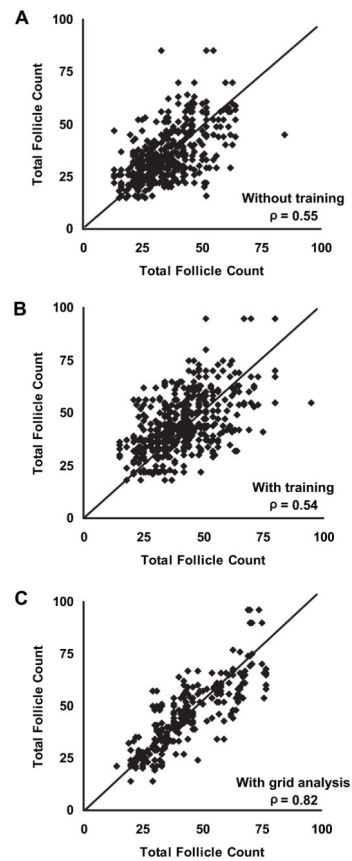 A
100
75
50
25
0
Total Follicle Count
Without training
ρ = 0.55
0 25 50 75 100
Total Follicle Count
B
100
75
50
25
0
Total Follicle Count
With training
ρ = 0.54
0 25 50 75 100
Total Follicle Count
C
100
75
50
25
0
Total Follicle Count
With grid analysis
ρ = 0.82
0 25 50 75 100
Total Follicle Count